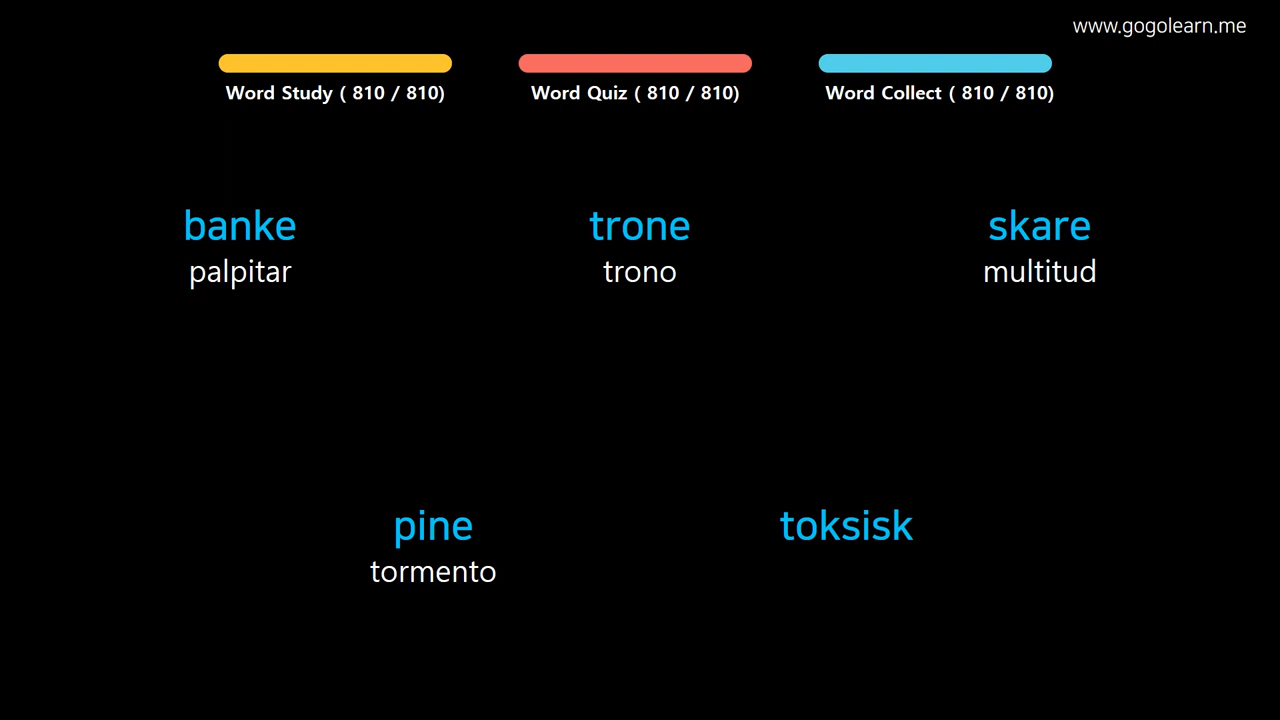 www.gogolearn.me
Word Study ( 810 / 810)
Word Quiz ( 810 / 810)
Word Collect ( 810 / 810)
banke
palpitar
trone
trono
skare
multitud
pine
tormento
toksisk